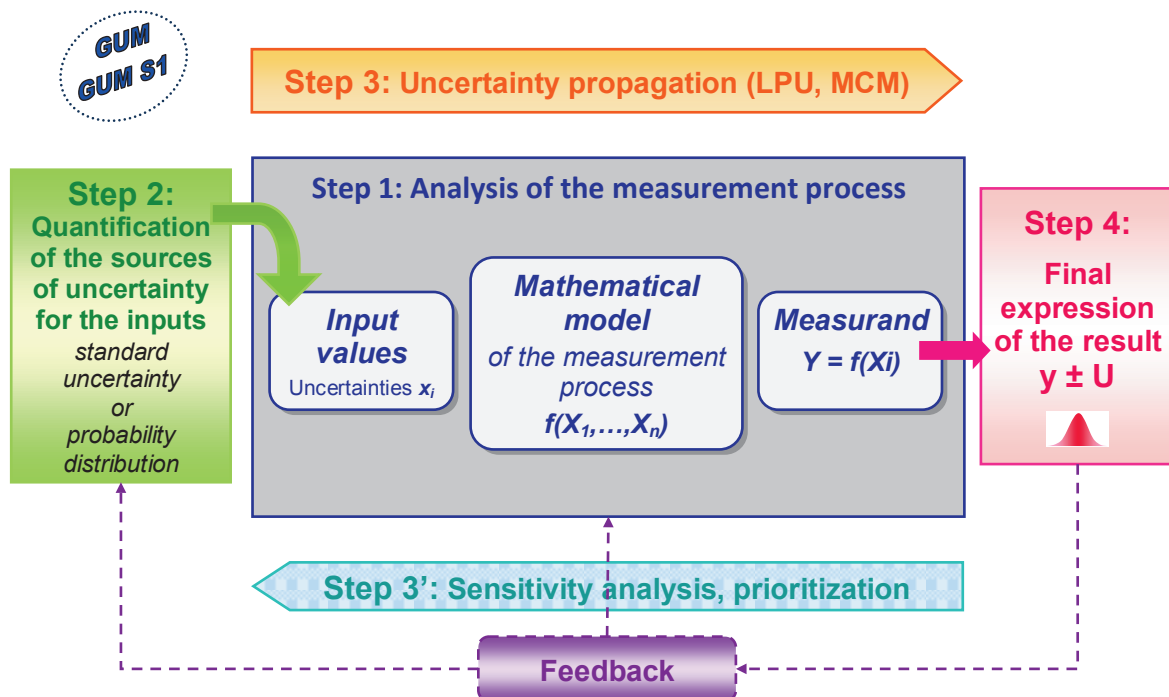 GUM
GUM S1
Step 3: Uncertainty propagation (LPU, MCM)
Step 2:
Quantification
of the sources
of uncertainty
for the inputs
standard
uncertainty
or
probability
distribution
Step 1: Analysis of the measurement process
Input
values
Uncertainties xᵢ
Mathematical
model
of the measurement
process
f(X₁,…,Xₙ)
Measurand
Y = f(Xi)
Step 4:
Final
expression
of the result
y ± U
Step 3’: Sensitivity analysis, prioritization
Feedback